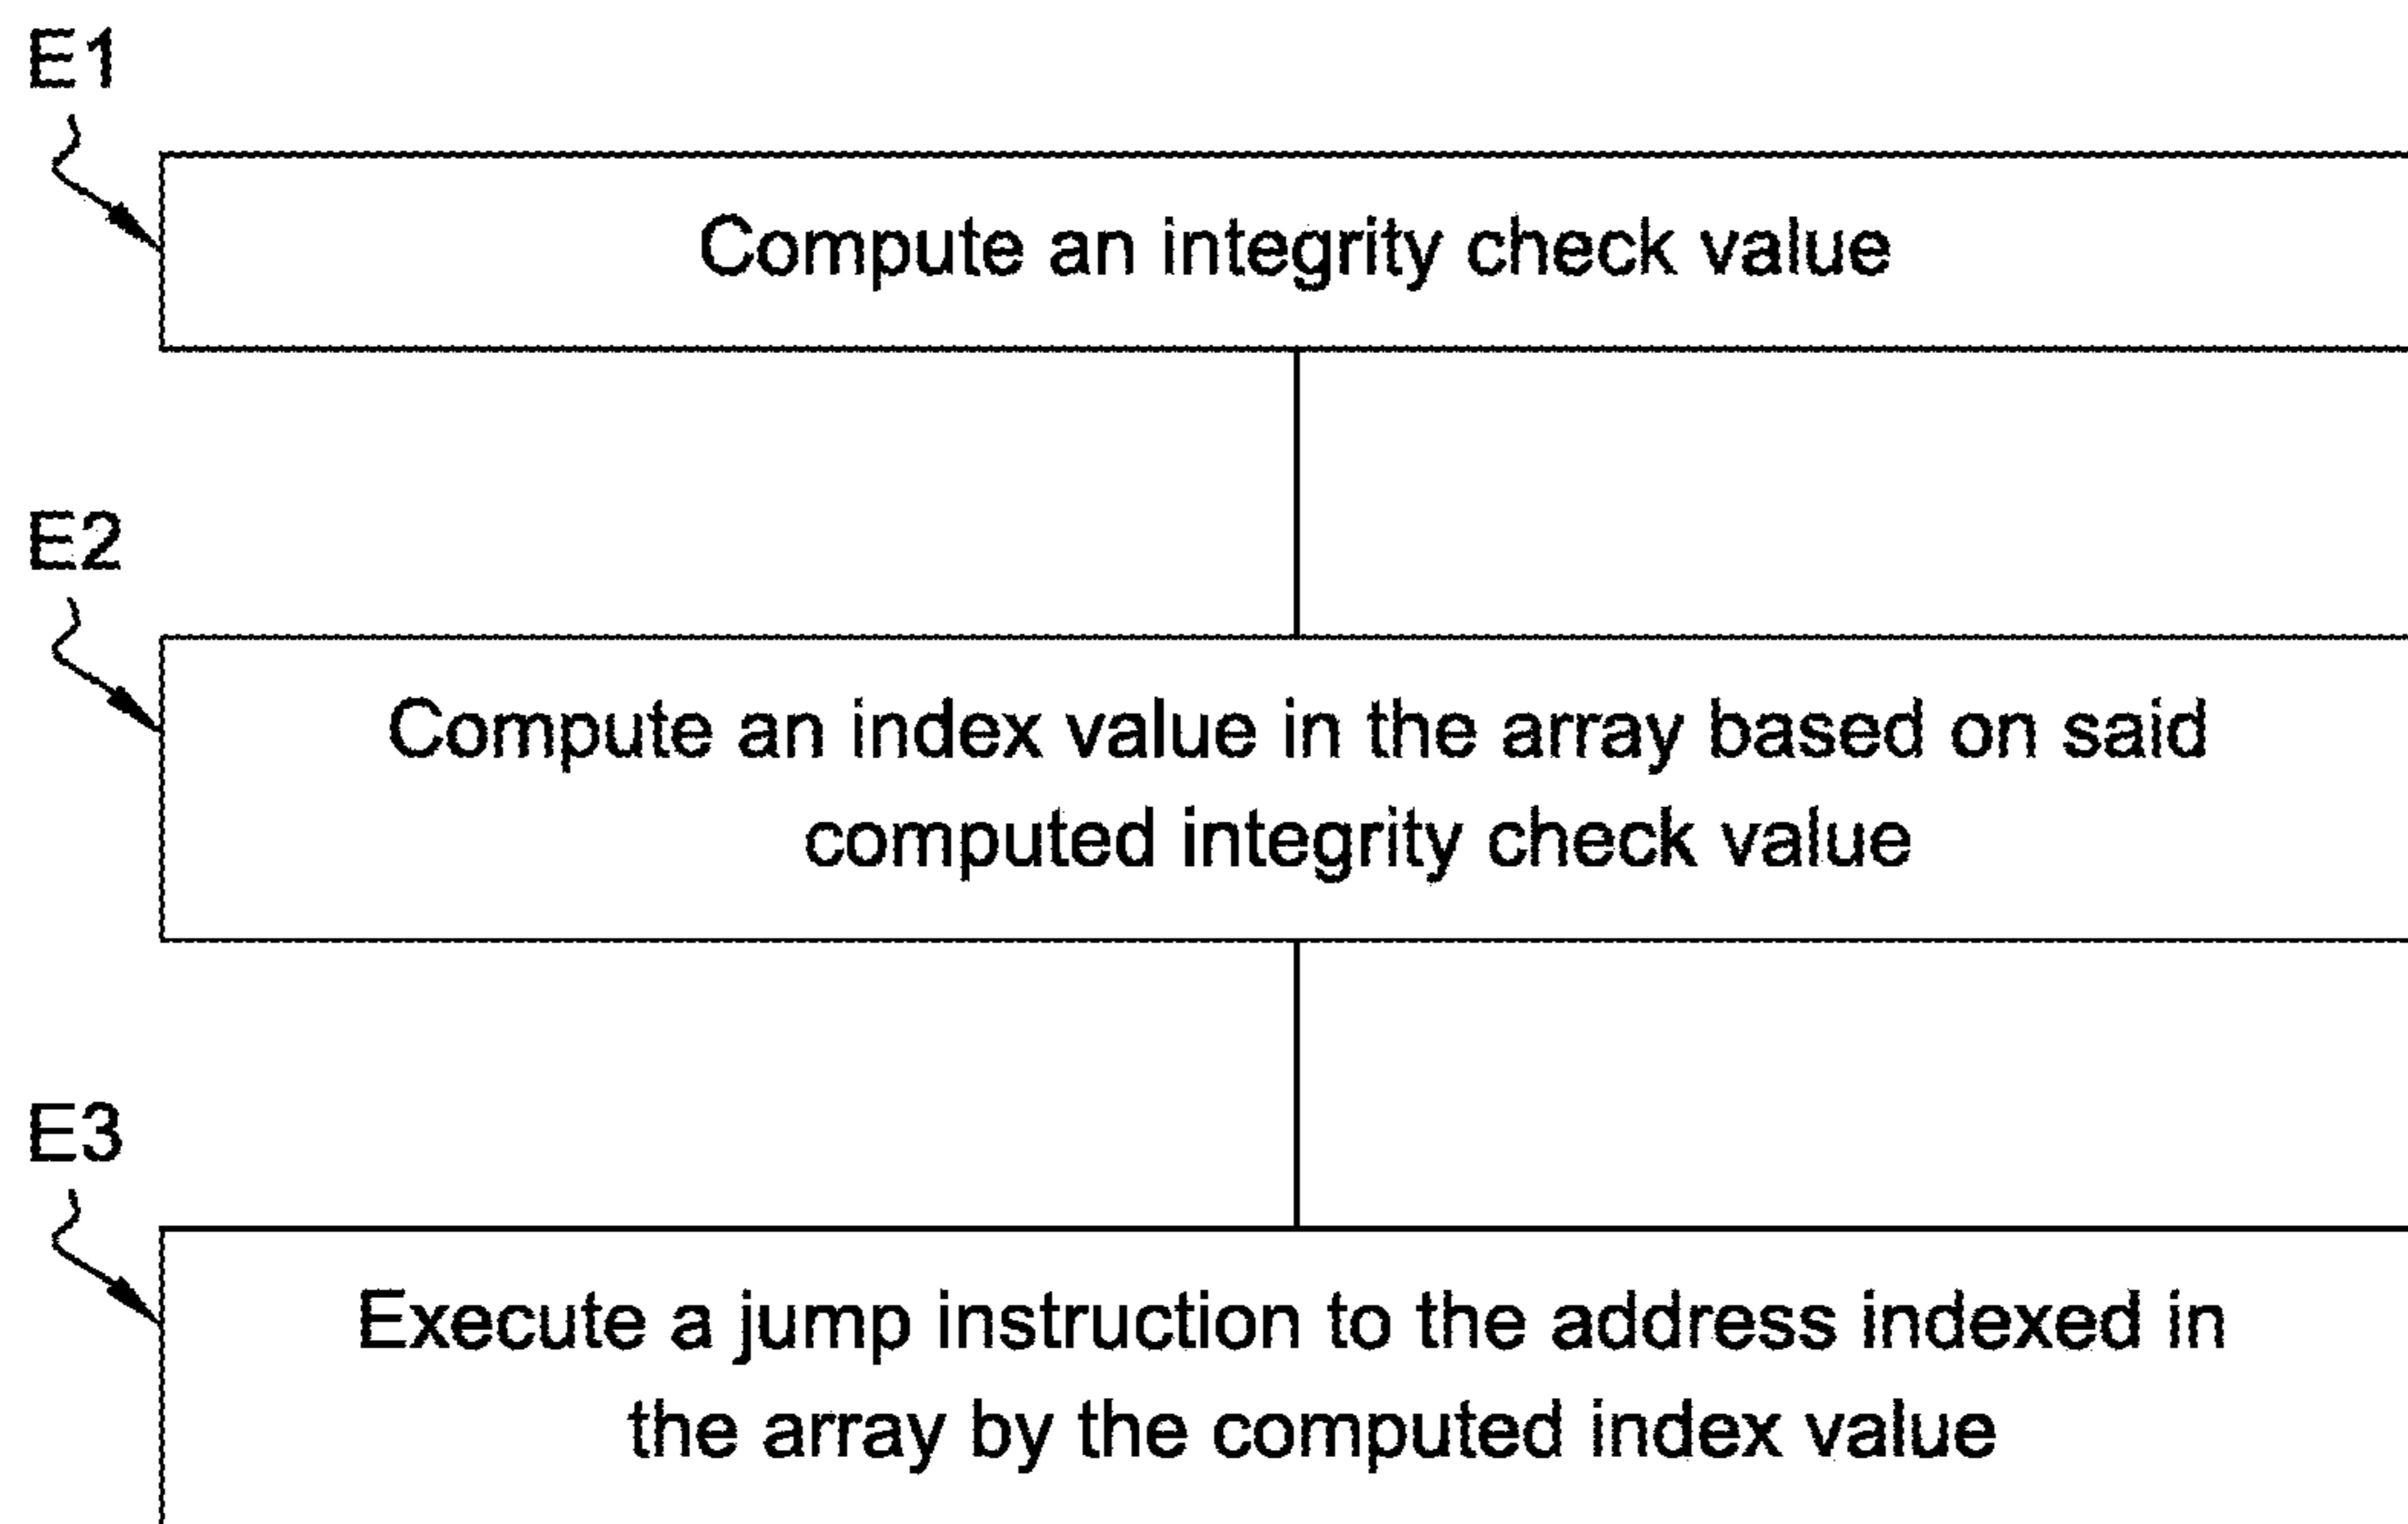 E1
Compute an integrity check value
E2
Compute an index value in the array based on said
computed integrity check value
E3
Execute a jump instruction to the address indexed in
the array by the computed index value